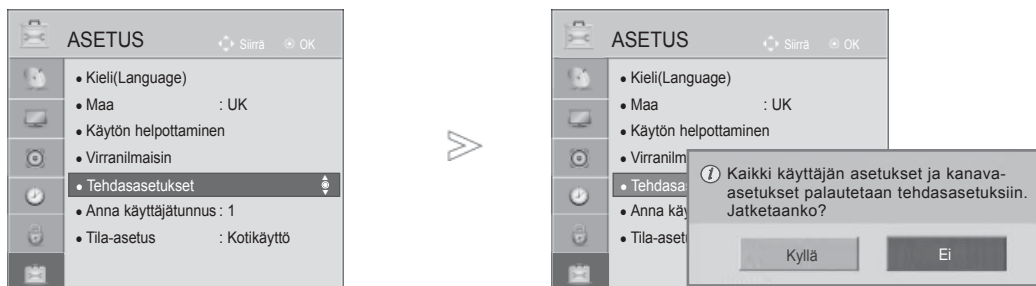 ASETUS Siirrä OK
• Kieli(Language)
• Maa : UK
• Käytön helpottaminen
• Virranilmaisin
• Tehdasasetukset
• Anna käyttäjätunnus : 1
• Tila-asetus : Kotikäyttö
ASETUS Siirrä OK
• Kieli(Language)
• Maa : UK
• Käytön helpottaminen
• Virranilm
• Tehdasa
• Anna käy
• Tila-aset
Kaikki käyttäjän asetukset ja kanava-
asetukset palautetaan tehdasasetuksiin.
Jatketaanko?
Kyllä Ei